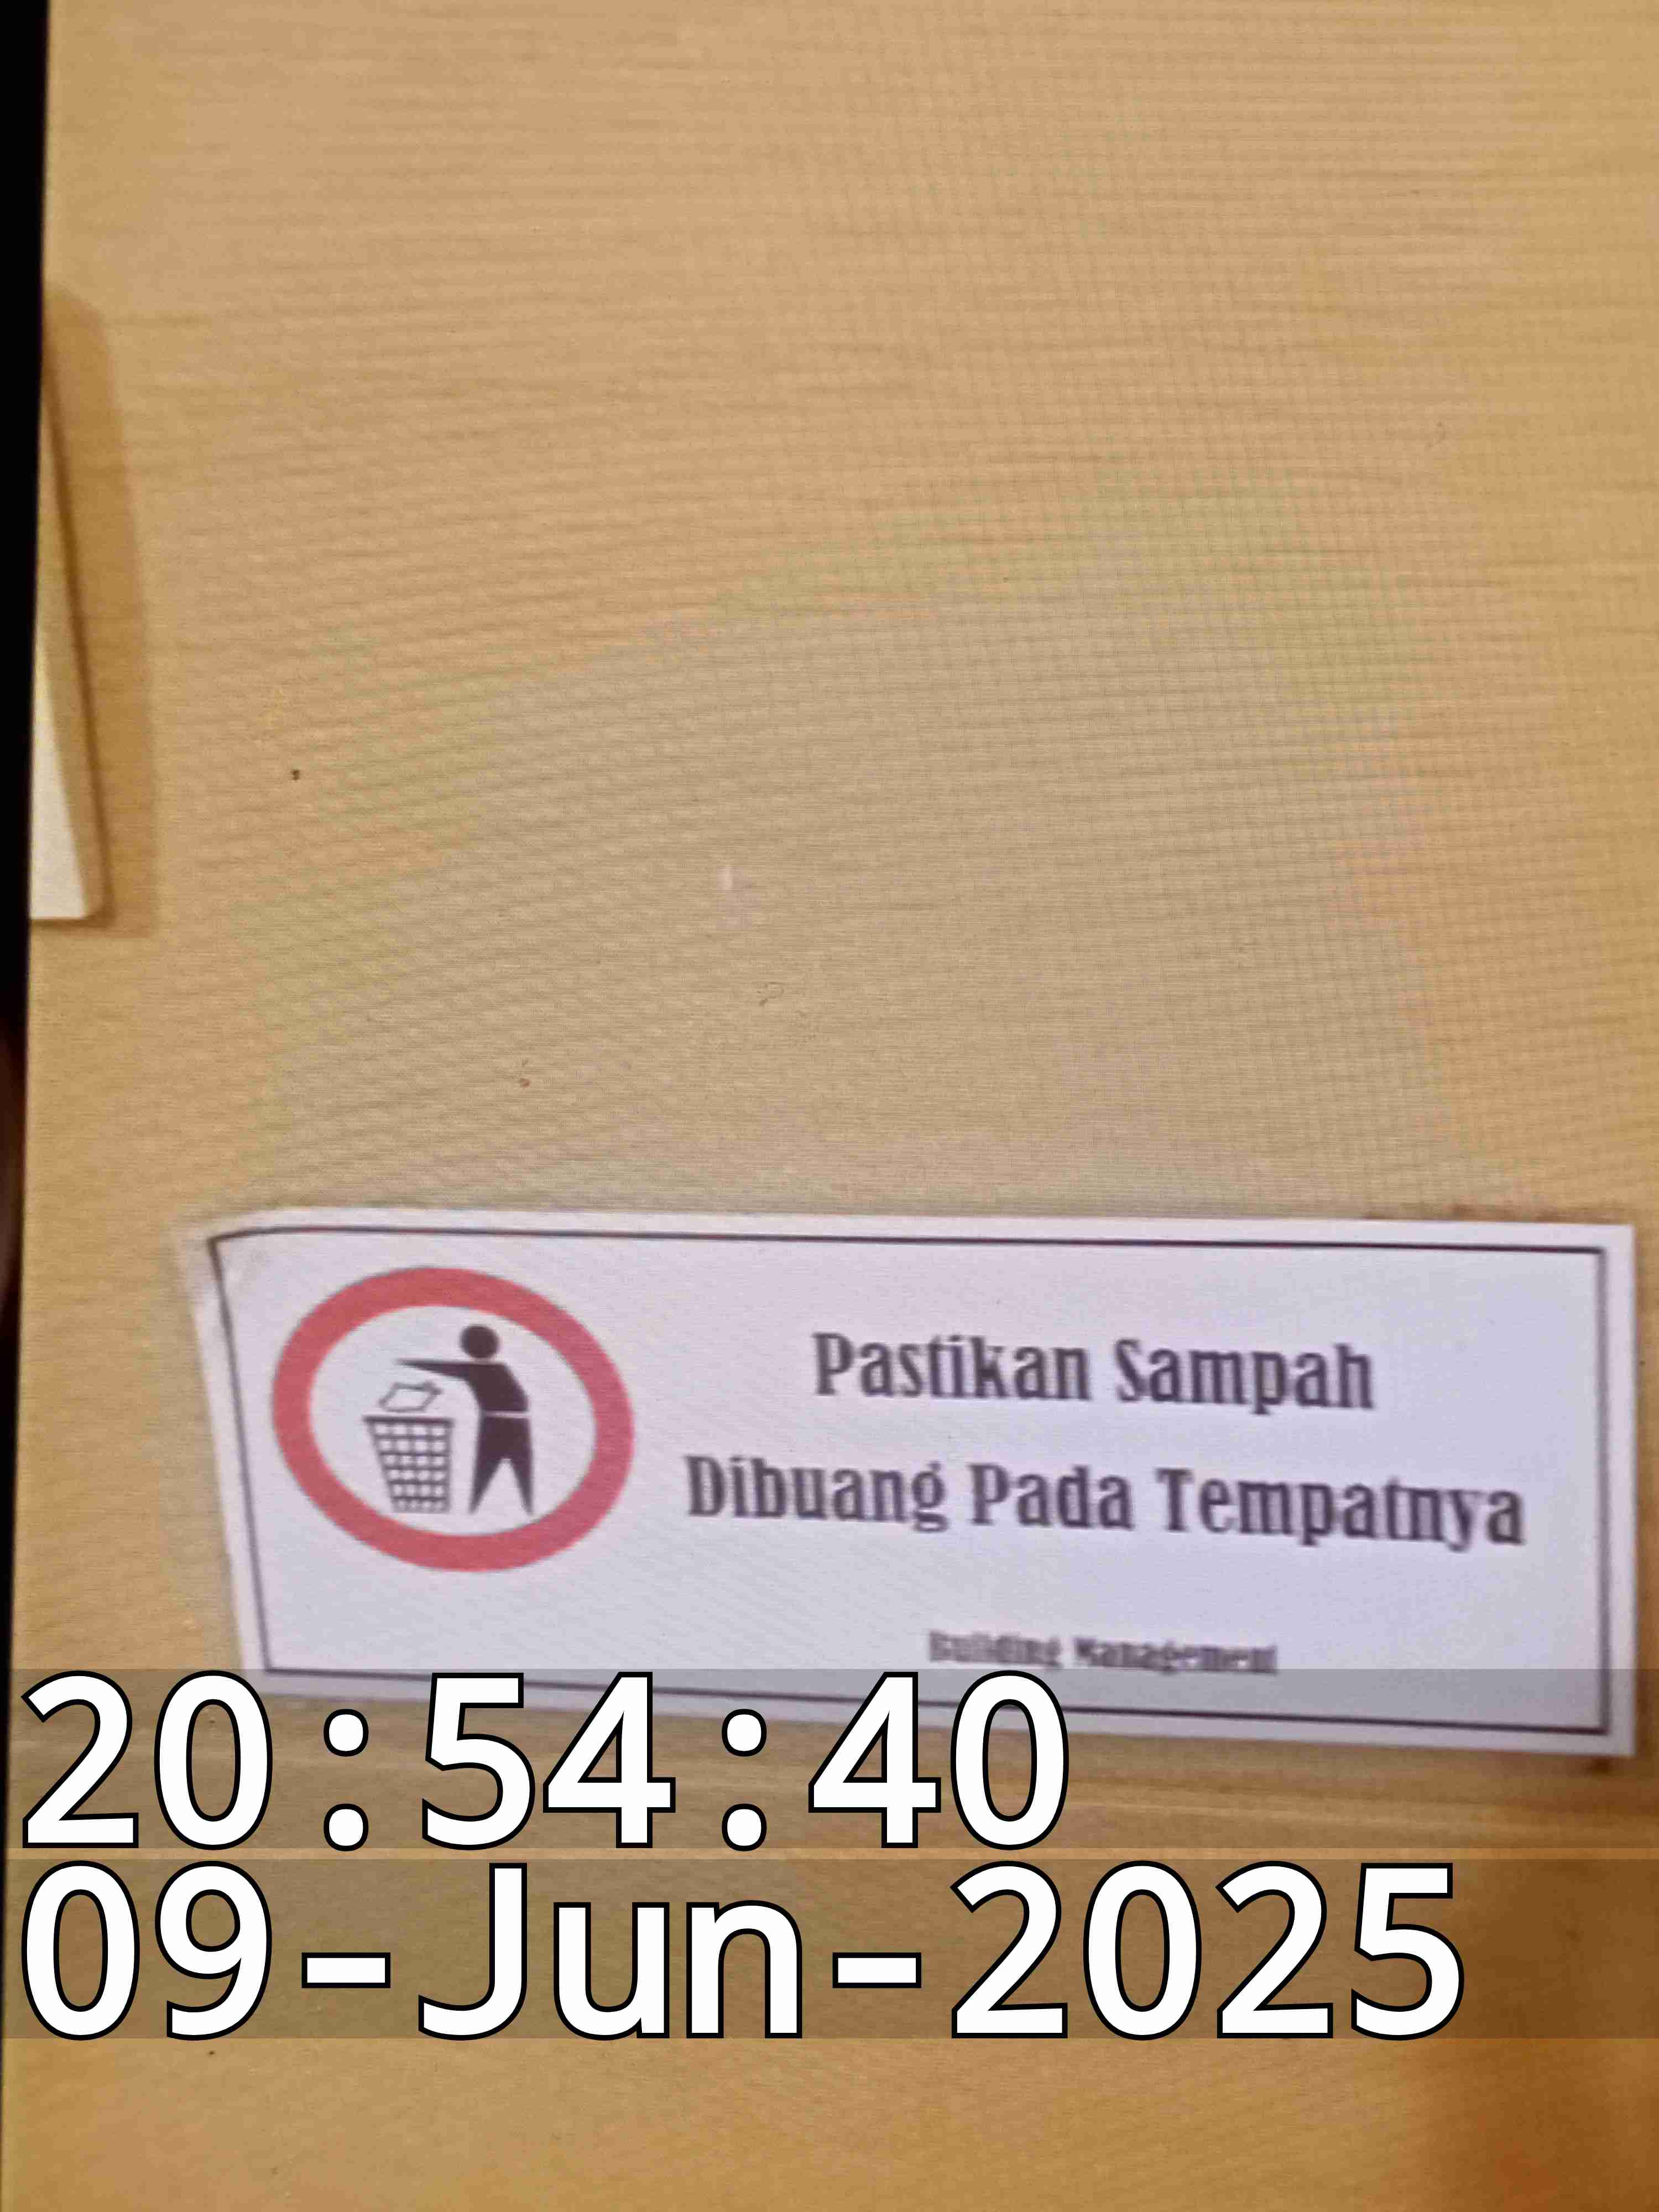 Pastikan Sampah
Dibuang Pada Tempatnya
Building Management
20:54:40
09-Jun-2025